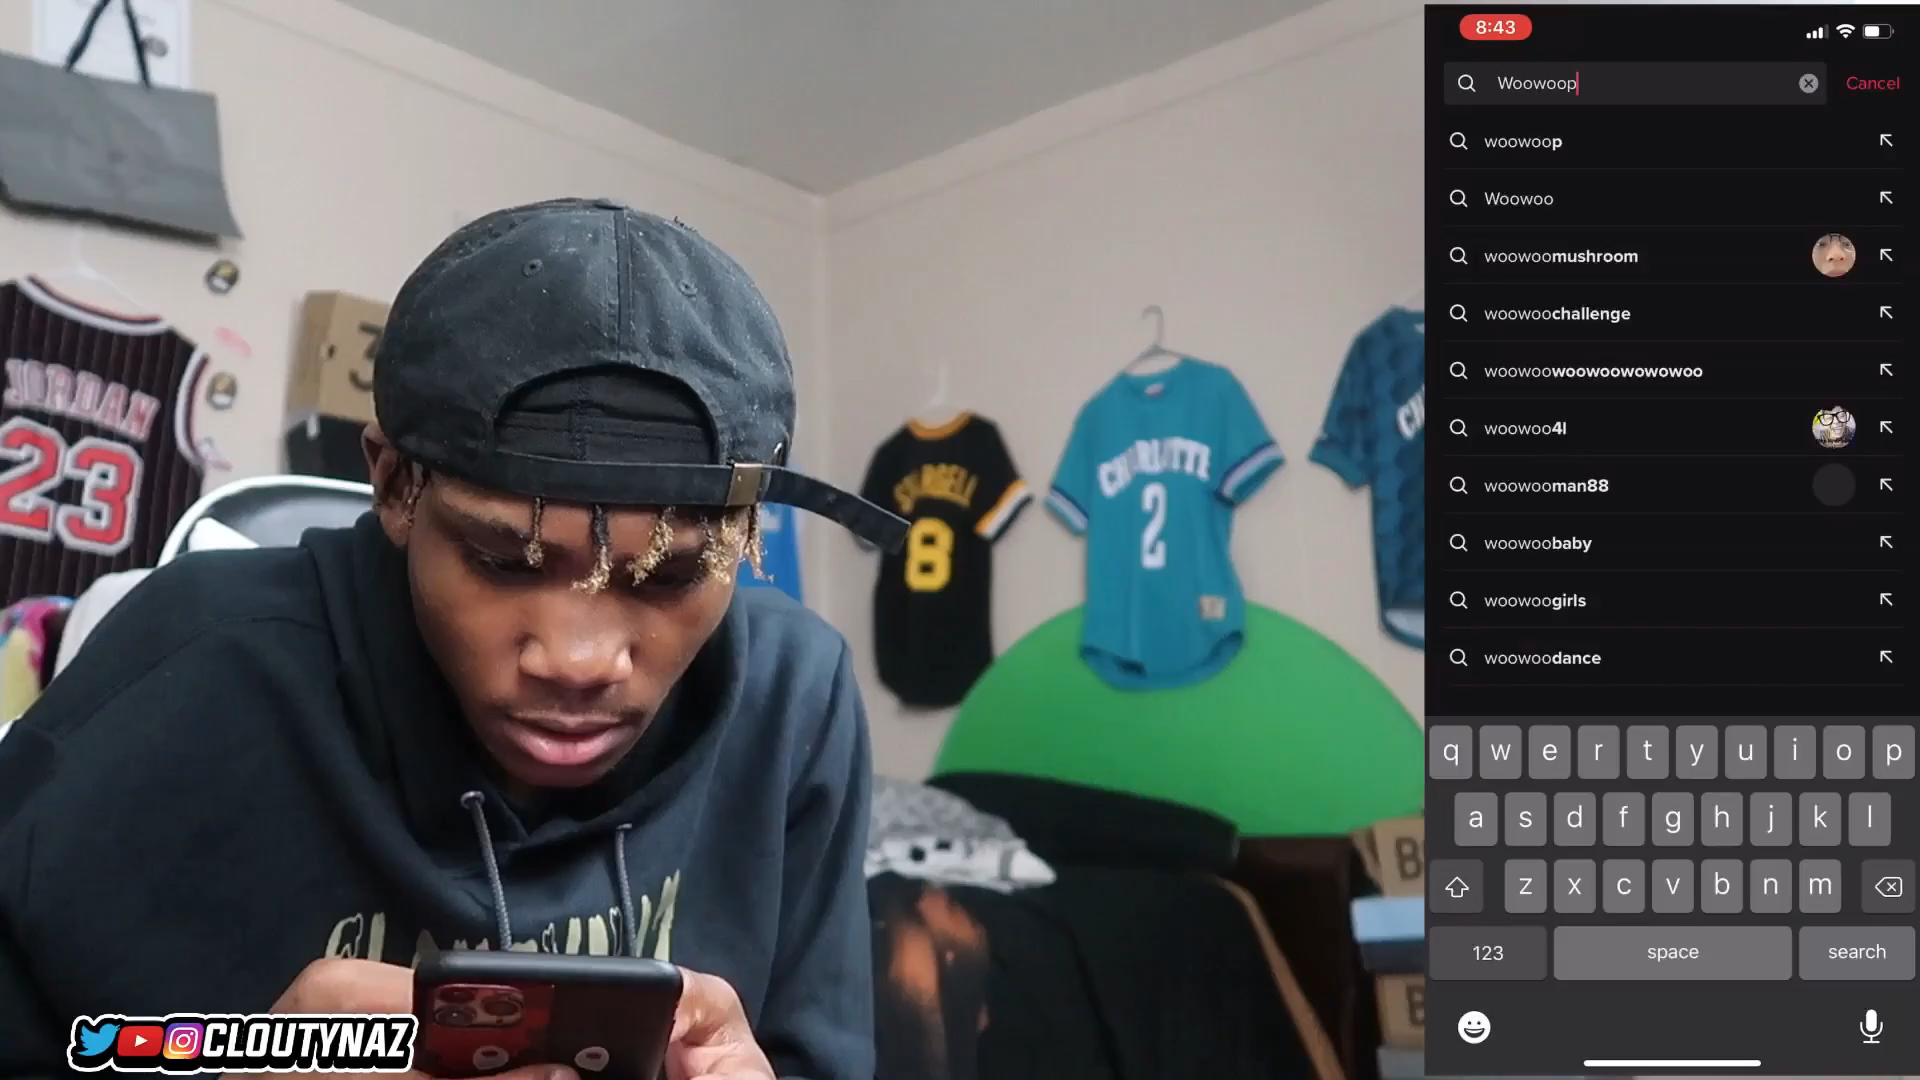 8:43
Woowoop
Cancel
woowoop
Woowoo
woowoomushroom
woowoochallenge
woowoowoowoowowowoo
woowoo4l
woowooman88
woowoobaby
woowoogirls
woowoodance
q w e r t y u i o p
a s d f g h j k l
z x c v b n m
123
space
search
JORDAN
23
8
CHARLOTTE
2
CLOUTYNAZ